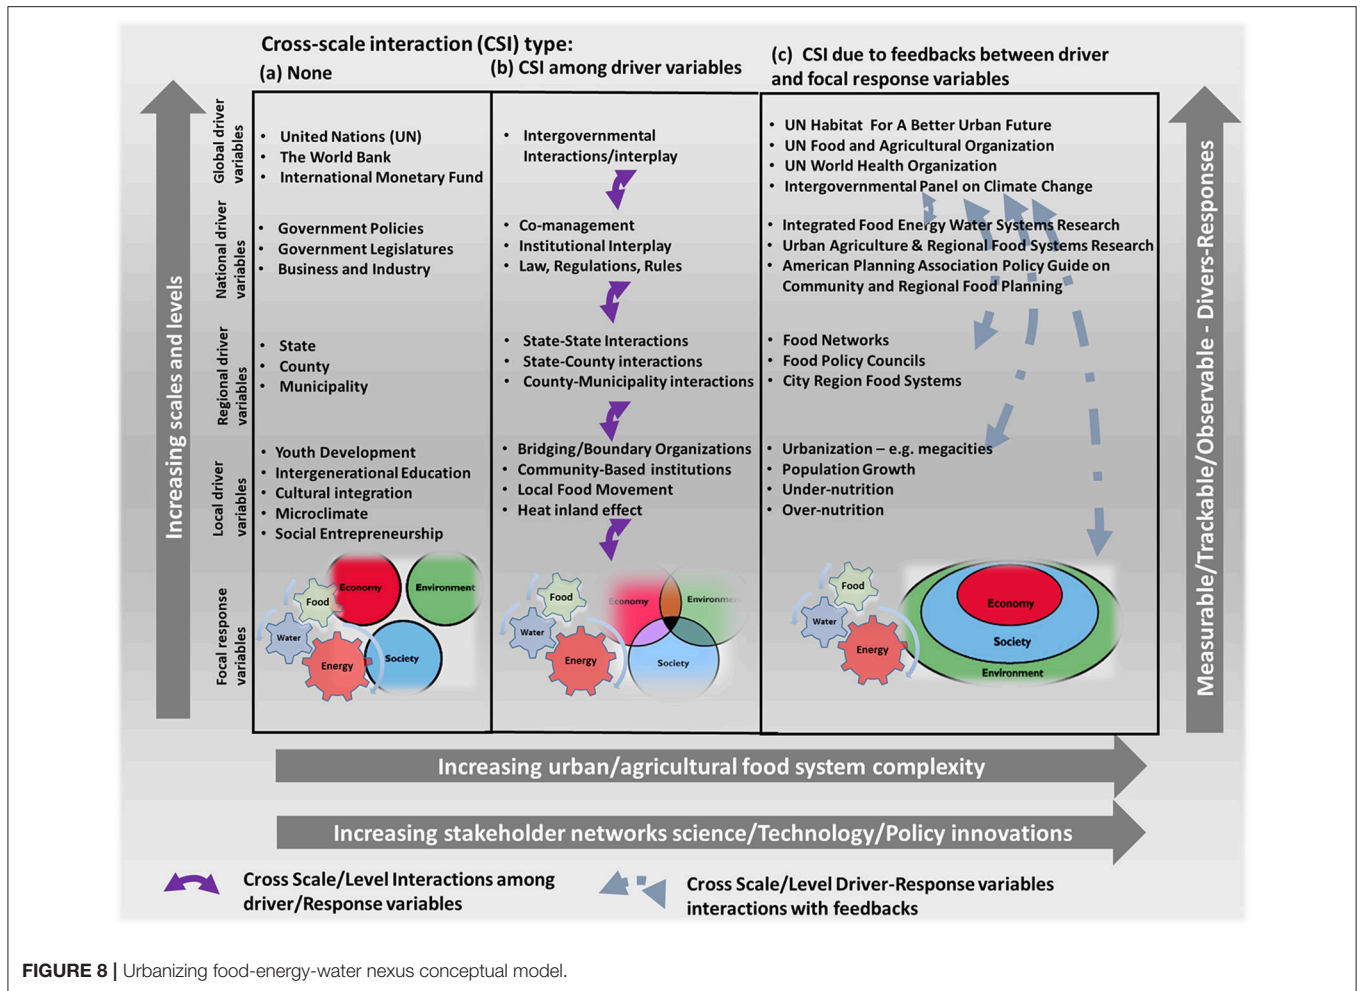 Cross-scale interaction (CSI) type:
(a) None
(b) CSI among driver variables
(c) CSI due to feedbacks between driver
and focal response variables
Increasing scales and levels
Global driver
variables
• United Nations (UN)
• The World Bank
• International Monetary Fund
• Intergovernmental
Interactions/interplay
• UN Habitat For A Better Urban Future
• UN Food and Agricultural Organization
• UN World Health Organization
• Intergovernmental Panel on Climate Change
National driver
variables
• Government Policies
• Government Legislatures
• Business and Industry
• Co-management
• Institutional Interplay
• Law, Regulations, Rules
• Integrated Food Energy Water Systems Research
• Urban Agriculture & Regional Food Systems Research
• American Planning Association Policy Guide on
Community and Regional Food Planning
Regional driver
variables
• State
• County
• Municipality
• State-State Interactions
• State-County interactions
• County-Municipality interactions
• Food Networks
• Food Policy Councils
• City Region Food Systems
Local driver
variables
• Youth Development
• Intergenerational Education
• Cultural integration
• Microclimate
• Social Entrepreneurship
• Bridging/Boundary Organizations
• Community-Based institutions
• Local Food Movement
• Heat inland effect
• Urbanization – e.g. megacities
• Population Growth
• Under-nutrition
• Over-nutrition
Focal response
variables
Food
Water
Energy
Economy
Environment
Society
Food
Water
Energy
Economy
Environment
Society
Food
Water
Energy
Economy
Society
Environment
Measurable/Trackable/Observable - Divers-Responses
Increasing urban/agricultural food system complexity
Increasing stakeholder networks science/Technology/Policy innovations
Cross Scale/Level Interactions among
driver/Response variables
Cross Scale/Level Driver-Response variables
interactions with feedbacks
FIGURE 8 | Urbanizing food-energy-water nexus conceptual model.